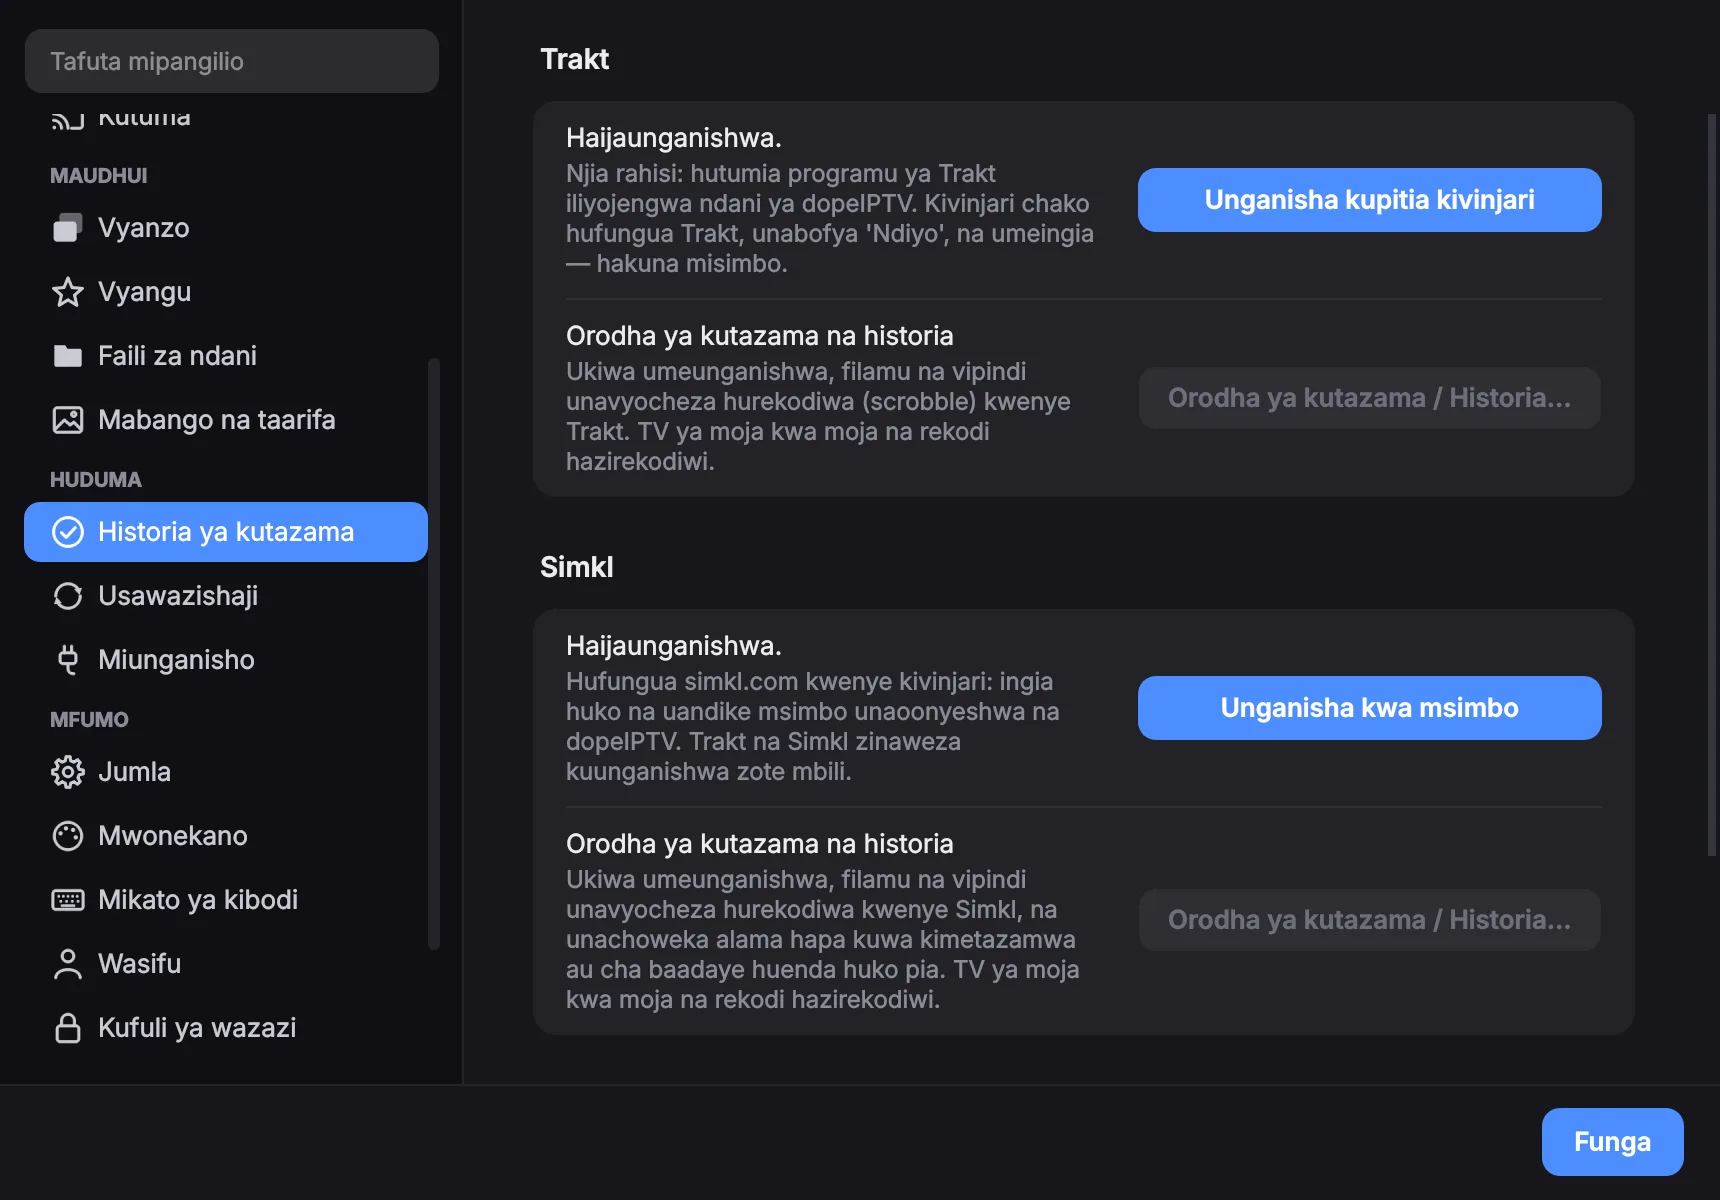 Tafuta mipangilio
Kutuma
MAUDHUI
Vyanzo
Vyangu
Faili za ndani
Mabango na taarifa
HUDUMA
Historia ya kutazama
Usawazishaji
Miunganisho
MFUMO
Jumla
Mwonekano
Mikato ya kibodi
Wasifu
Kufuli ya wazazi
Trakt
Haijaunganishwa.
Njia rahisi: hutumia programu ya Trakt
iliyojengwa ndani ya dopeIPTV. Kivinjari chako
hufungua Trakt, unabofya 'Ndiyo', na umeingia
— hakuna misimbo.
Unganisha kupitia kivinjari
Orodha ya kutazama na historia
Ukiwa umeunganishwa, filamu na vipindi
unavyocheza hurekodiwa (scrobble) kwenye
Trakt. TV ya moja kwa moja na rekodi
hazirekodiwi.
Orodha ya kutazama / Historia...
Simkl
Haijaunganishwa.
Hufungua simkl.com kwenye kivinjari: ingia
huko na uandike msimbo unaoonyeshwa na
dopeIPTV. Trakt na Simkl zinaweza
kuunganishwa zote mbili.
Unganisha kwa msimbo
Orodha ya kutazama na historia
Ukiwa umeunganishwa, filamu na vipindi
unavyocheza hurekodiwa kwenye Simkl, na
unachoweka alama hapa kuwa kimetazamwa
au cha baadaye huenda huko pia. TV ya moja
kwa moja na rekodi hazirekodiwi.
Orodha ya kutazama / Historia...
Funga